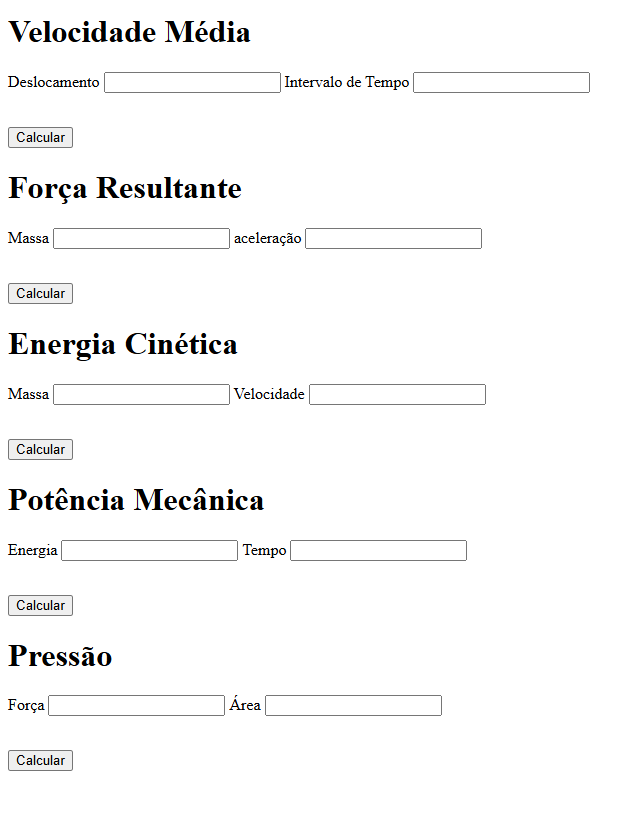 Velocidade Média
Deslocamento Intervalo de Tempo
Calcular
Força Resultante
Massa aceleração
Calcular
Energia Cinética
Massa Velocidade
Calcular
Potência Mecânica
Energia Tempo
Calcular
Pressão
Força Área
Calcular